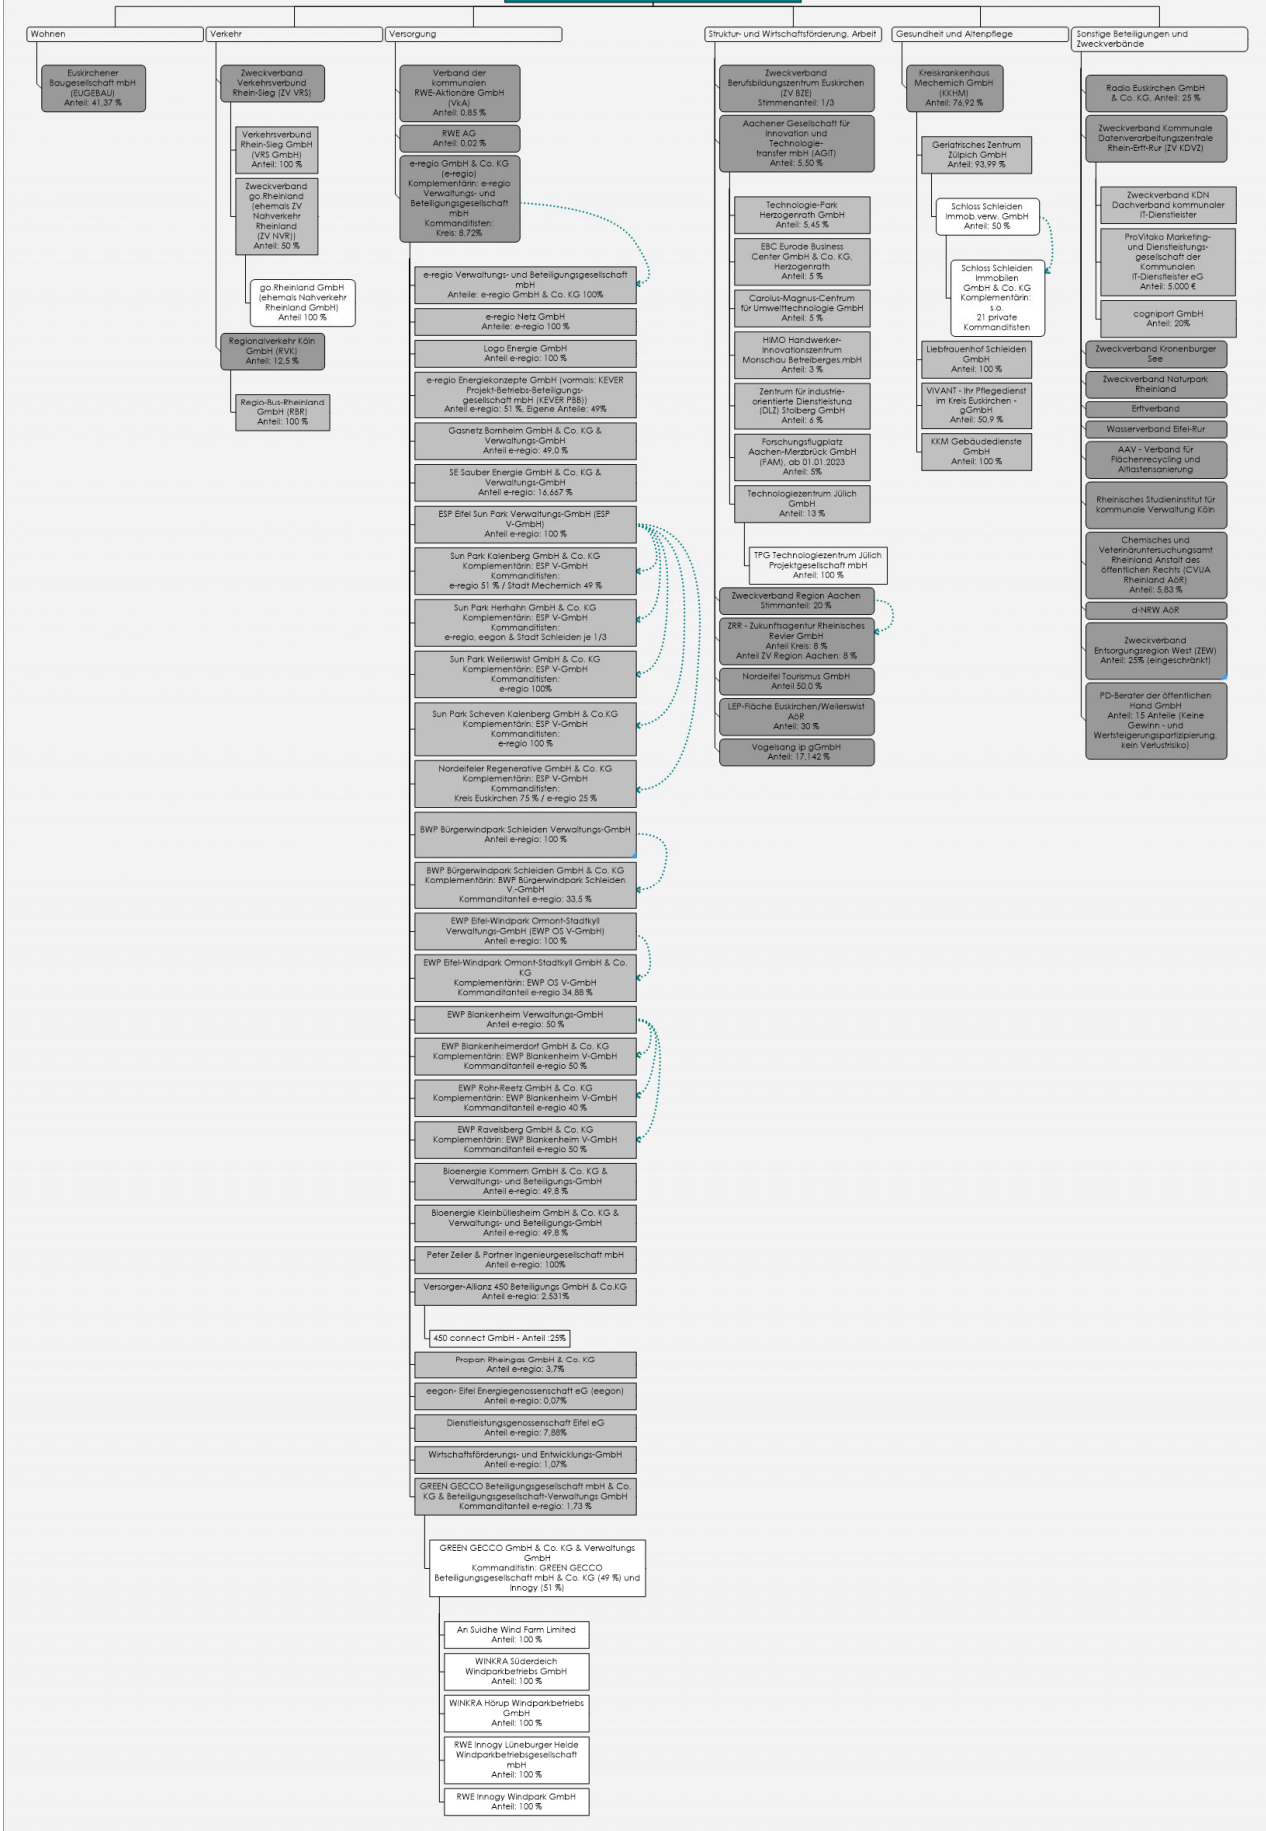 Wohnen
Euskirchener
Baugesellschaft mbH
(EUGEBAU)
Anteil: 41,37 %
Verkehr
Zweckverband
Verkehrsverbund
Rhein-Sieg (ZV VRS)
Verkehrsverbund
Rhein-Sieg GmbH
(VRS GmbH)
Anteil: 100 %
Zweckverband
go.Rheinland
(ehemals ZV
Nahverkehr
Rheinland
(ZV NVR))
Anteil: 50 %
go.Rheinland GmbH
(ehemals Nahverkehr
Rheinland GmbH)
Anteil 100 %
Regionalverkehr Köln
GmbH (RVK)
Anteil: 12,5 %
Regio-Bus-Rheinland
GmbH (RBR)
Anteil: 100 %
Versorgung
Verband der
kommunalen
RWE-Aktionäre GmbH
(VkA)
Anteil: 0,85 %
RWE AG
Anteil: 0,02 %
e-regio GmbH & Co. KG
(e-regio)
Komplementärin: e-regio
Verwaltungs- und
Beteiligungsgesellschaft
mbH
Kommanditisten:
Kreis: 8,72%
e-regio Verwaltungs- und Beteiligungsgesellschaft
mbH
Anteile: e-regio GmbH & Co. KG 100%
e-regio Netz GmbH
Anteile: e-regio 100 %
Logo Energie GmbH
Anteil e-regio: 100 %
e-regio Energiekonzepte GmbH (vormals: KEVER
Projekt-Betriebs-Beteiligungs-
gesellschaft mbH (KEVER PBB))
Anteil e-regio: 51 %, Eigene Anteile: 49%
Gasnetz Bornheim GmbH & Co. KG &
Verwaltungs-GmbH
Anteil e-regio: 49,0 %
SE Sauber Energie GmbH & Co. KG &
Verwaltungs-GmbH
Anteil e-regio: 16,667 %
ESP Eifel Sun Park Verwaltungs-GmbH (ESP
V-GmbH)
Anteil e-regio: 100 %
Sun Park Kalenberg GmbH & Co. KG
Komplementärin: ESP V-GmbH
Kommanditisten:
e-regio 51 % / Stadt Mechernich 49 %
Sun Park Herhahn GmbH & Co. KG
Komplementärin: ESP V-GmbH
Kommanditisten:
e-regio, eegon & Stadt Schleiden je 1/3
Sun Park Weilerswist GmbH & Co. KG
Komplementärin: ESP V-GmbH
Kommanditisten:
e-regio 100%
Sun Park Scheven Kalenberg GmbH & Co.KG
Komplementärin: ESP V-GmbH
Kommanditisten:
e-regio 100 %
Nordeifeler Regenerative GmbH & Co. KG
Komplementärin: ESP V-GmbH
Kommanditisten:
Kreis Euskirchen 75 % / e-regio 25 %
BWP Bürgerwindpark Schleiden Verwaltungs-GmbH
Anteil e-regio: 100 %
BWP Bürgerwindpark Schleiden GmbH & Co. KG
Komplementärin: BWP Bürgerwindpark Schleiden
V.-GmbH
Kommanditanteil e-regio: 33,5 %
EWP Eifel-Windpark Ormont-Stadtkyll
Verwaltungs-GmbH (EWP OS V-GmbH)
Anteil e-regio: 100 %
EWP Eifel-Windpark Ormont-Stadtkyll GmbH & Co.
KG
Komplementärin: EWP OS V-GmbH
Kommanditanteil e-regio 34,88 %
EWP Blankenheim Verwaltungs-GmbH
Anteil e-regio: 50 %
EWP Blankenheimerdorf GmbH & Co. KG
Komplementärin: EWP Blankenheim V-GmbH
Kommanditanteil e-regio 50 %
EWP Rohr-Reetz GmbH & Co. KG
Komplementärin: EWP Blankenheim V-GmbH
Kommanditanteil e-regio 40 %
EWP Ravelsberg GmbH & Co. KG
Komplementärin: EWP Blankenheim V-GmbH
Kommanditanteil e-regio 50 %
Bioenergie Kommern GmbH & Co. KG &
Verwaltungs- und Beteiligungs-GmbH
Anteil e-regio: 49,8 %
Bioenergie Kleinbüllesheim GmbH & Co. KG &
Verwaltungs- und Beteiligungs-GmbH
Anteil e-regio: 49,8 %
Peter Zeiler & Partner Ingenieurgesellschaft mbH
Anteil e-regio: 100%
Versorger-Allianz 450 Beteiligungs GmbH & Co.KG
Anteil e-regio: 2,531%
450 connect GmbH - Anteil :25%
Propan Rheingas GmbH & Co. KG
Anteil e-regio: 3,7%
eegon- Eifel Energiegenossenschaft eG (eegon)
Anteil e-regio: 0,07%
Dienstleistungsgenossenschaft Eifel eG
Anteil e-regio: 7,88%
Wirtschaftsförderungs- und Entwicklungs-GmbH
Anteil e-regio: 1,07%
GREEN GECCO Beteiligungsgesellschaft mbH & Co.
KG & Beteiligungsgesellschaft-Verwaltungs GmbH
Kommanditanteil e-regio: 1,73 %
GREEN GECCO GmbH & Co. KG & Verwaltungs
GmbH
Kommanditistin: GREEN GECCO
Beteiligungsgesellschaft mbH & Co. KG (49 %) und
Innogy (51 %)
An Suidhe Wind Farm Limited
Anteil: 100 %
WINKRA Süderdeich
Windparkbetriebs GmbH
Anteil: 100 %
WINKRA Hörup Windparkbetriebs
GmbH
Anteil: 100 %
RWE Innogy Lüneburger Heide
Windparkbetriebsgesellschaft
mbH
Anteil: 100 %
RWE Innogy Windpark GmbH
Anteil: 100 %
Struktur- und Wirtschaftsförderung, Arbeit
Zweckverband
Berufsbildungszentrum Euskirchen
(ZV BZE)
Stimmenanteil: 1/3
Aachener Gesellschaft für
Innovation und
Technologie-
transfer mbH (AGIT)
Anteil: 5,50 %
Technologie-Park
Herzogenrath GmbH
Anteil: 5,45 %
EBC Eurode Business
Center GmbH & Co. KG,
Herzogenrath
Anteil: 5 %
Carolus-Magnus-Centrum
für Umwelttechnologie GmbH
Anteil: 5 %
HIMO Handwerker-
Innovationszentrum
Monschau Betreiberges.mbH
Anteil: 3 %
Zentrum für industrie-
orientierte Dienstleistung
(DLZ) Stolberg GmbH
Anteil: 6 %
Forschungsflugplatz
Aachen-Merzbrück GmbH
(FAM), ab 01.01.2023
Anteil: 5%
Technologiezentrum Jülich
GmbH
Anteil: 13 %
TPG Technologiezentrum Jülich
Projektgesellschaft mbH
Anteil: 100 %
Zweckverband Region Aachen
Stimmanteil: 20 %
ZRR - Zukunftsagentur Rheinisches
Revier GmbH
Anteil Kreis: 8 %
Anteil ZV Region Aachen: 8 %
Nordeifel Tourismus GmbH
Anteil 50,0 %
LEP-Fläche Euskirchen/Weilerswist
AöR
Anteil: 30 %
Vogelsang ip gGmbH
Anteil: 17,142 %
Gesundheit und Altenpflege
Kreiskrankenhaus
Mechernich GmbH
(KKHM)
Anteil: 76,92 %
Geriatrisches Zentrum
Zülpich GmbH
Anteil: 93,99 %
Schloss Schleiden
Immob.verw. GmbH
Anteil: 50 %
Schloss Schleiden
Immobilien
GmbH & Co. KG
Komplementärin:
s.o.
21 private
Kommanditisten
Liebfrauenhof Schleiden
GmbH
Anteil: 100 %
VIVANT - Ihr Pflegedienst
im Kreis Euskirchen -
gGmbH
Anteil: 50,9 %
KKM Gebäudedienste
GmbH
Anteil: 100 %
Sonstige Beteiligungen und
Zweckverbände
Radio Euskirchen GmbH
& Co. KG, Anteil: 25 %
Zweckverband Kommunale
Datenverarbeitungszentrale
Rhein-Erft-Rur (ZV KDVZ)
Zweckverband KDN
Dachverband kommunaler
IT-Dienstleister
ProVitako Marketing-
und Dienstleistungs-
gesellschaft der
Kommunalen
IT-Dienstleister eG
Anteil: 5.000 €
cogniport GmbH
Anteil: 20%
Zweckverband Kronenburger
See
Zweckverband Naturpark
Rheinland
Erftverband
Wasserverband Eifel-Rur
AAV - Verband für
Flächenrecycling und
Altlastensanierung
Rheinisches Studieninstitut für
kommunale Verwaltung Köln
Chemisches und
Veterinäruntersuchungsamt
Rheinland Anstalt des
öffentlichen Rechts (CVUA
Rheinland AöR)
Anteil: 5,83 %
d-NRW AöR
Zweckverband
Entsorgungsregion West (ZEW)
Anteil: 25% (eingeschränkt)
PD-Berater der öffentlichen
Hand GmbH
Anteil: 15 Anteile (Keine
Gewinn - und
Wertsteigerungspartizipierung,
kein Verlustrisiko)